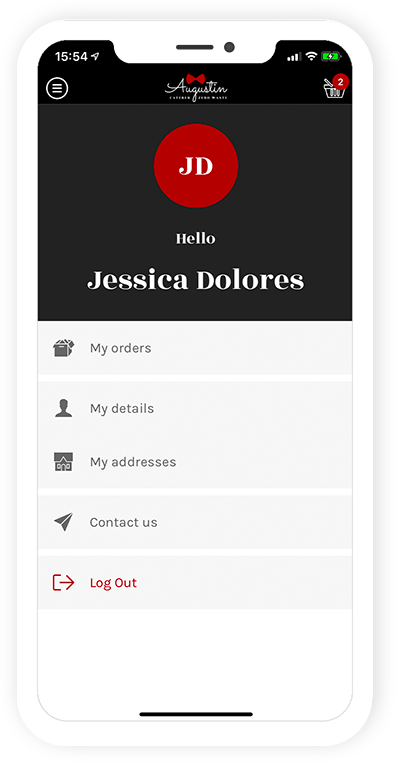 15:54
Augustin
TRAITEUR ZERO WASTE
2
JD
Hello
Jessica Dolores
My orders
My details
My addresses
Contact us
Log Out